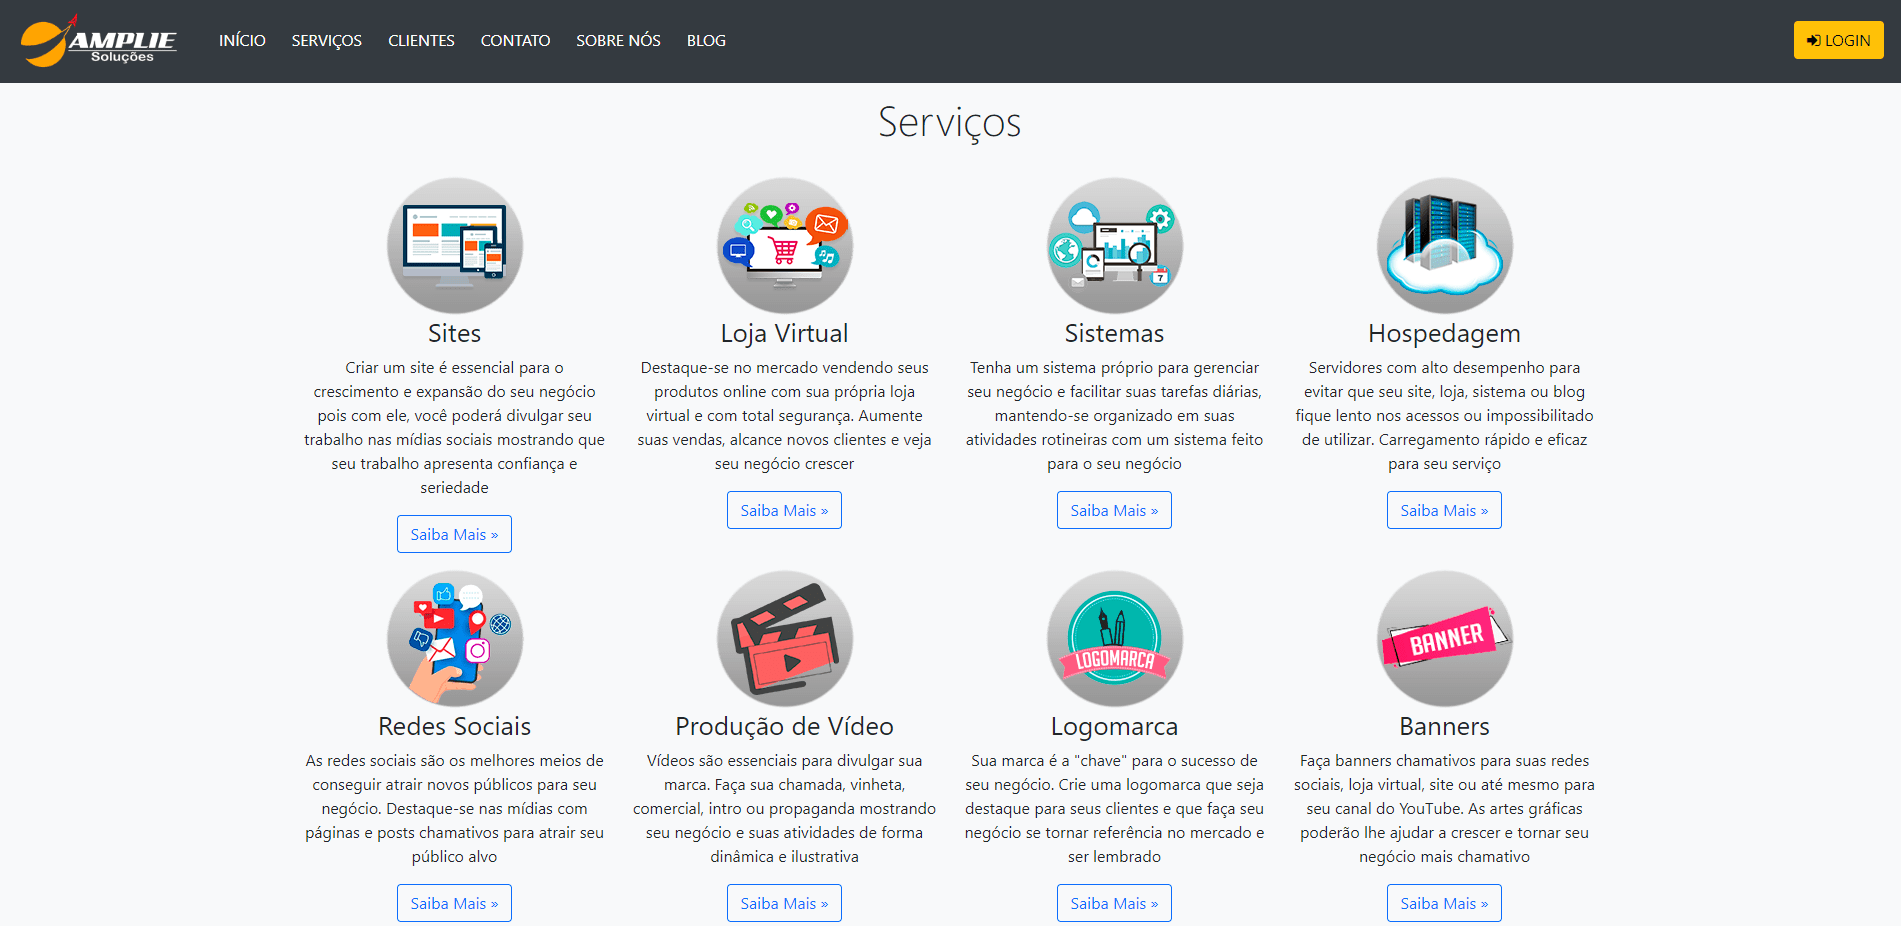 AMPLIE
Soluções
INÍCIO SERVIÇOS CLIENTES CONTATO SOBRE NÓS BLOG
LOGIN
Serviços
7
Sites
Criar um site é essencial para o
crescimento e expansão do seu negócio
pois com ele, você poderá divulgar seu
trabalho nas mídias sociais mostrando que
seu trabalho apresenta confiança e
seriedade
Saiba Mais »
Loja Virtual
Destaque-se no mercado vendendo seus
produtos online com sua própria loja
virtual e com total segurança. Aumente
suas vendas, alcance novos clientes e veja
seu negócio crescer
Saiba Mais »
Sistemas
Tenha um sistema próprio para gerenciar
seu negócio e facilitar suas tarefas diárias,
mantendo-se organizado em suas
atividades rotineiras com um sistema feito
para o seu negócio
Saiba Mais »
Hospedagem
Servidores com alto desempenho para
evitar que seu site, loja, sistema ou blog
fique lento nos acessos ou impossibilitado
de utilizar. Carregamento rápido e eficaz
para seu serviço
Saiba Mais »
Redes Sociais
As redes sociais são os melhores meios de
conseguir atrair novos públicos para seu
negócio. Destaque-se nas mídias com
páginas e posts chamativos para atrair seu
público alvo
Saiba Mais »
Produção de Vídeo
Vídeos são essenciais para divulgar sua
marca. Faça sua chamada, vinheta,
comercial, intro ou propaganda mostrando
seu negócio e suas atividades de forma
dinâmica e ilustrativa
Saiba Mais »
LOGOMARCA
Logomarca
Sua marca é a "chave" para o sucesso de
seu negócio. Crie uma logomarca que seja
destaque para seus clientes e que faça seu
negócio se tornar referência no mercado e
ser lembrado
Saiba Mais »
BANNER
Banners
Faça banners chamativos para suas redes
sociais, loja virtual, site ou até mesmo para
seu canal do YouTube. As artes gráficas
poderão lhe ajudar a crescer e tornar seu
negócio mais chamativo
Saiba Mais »